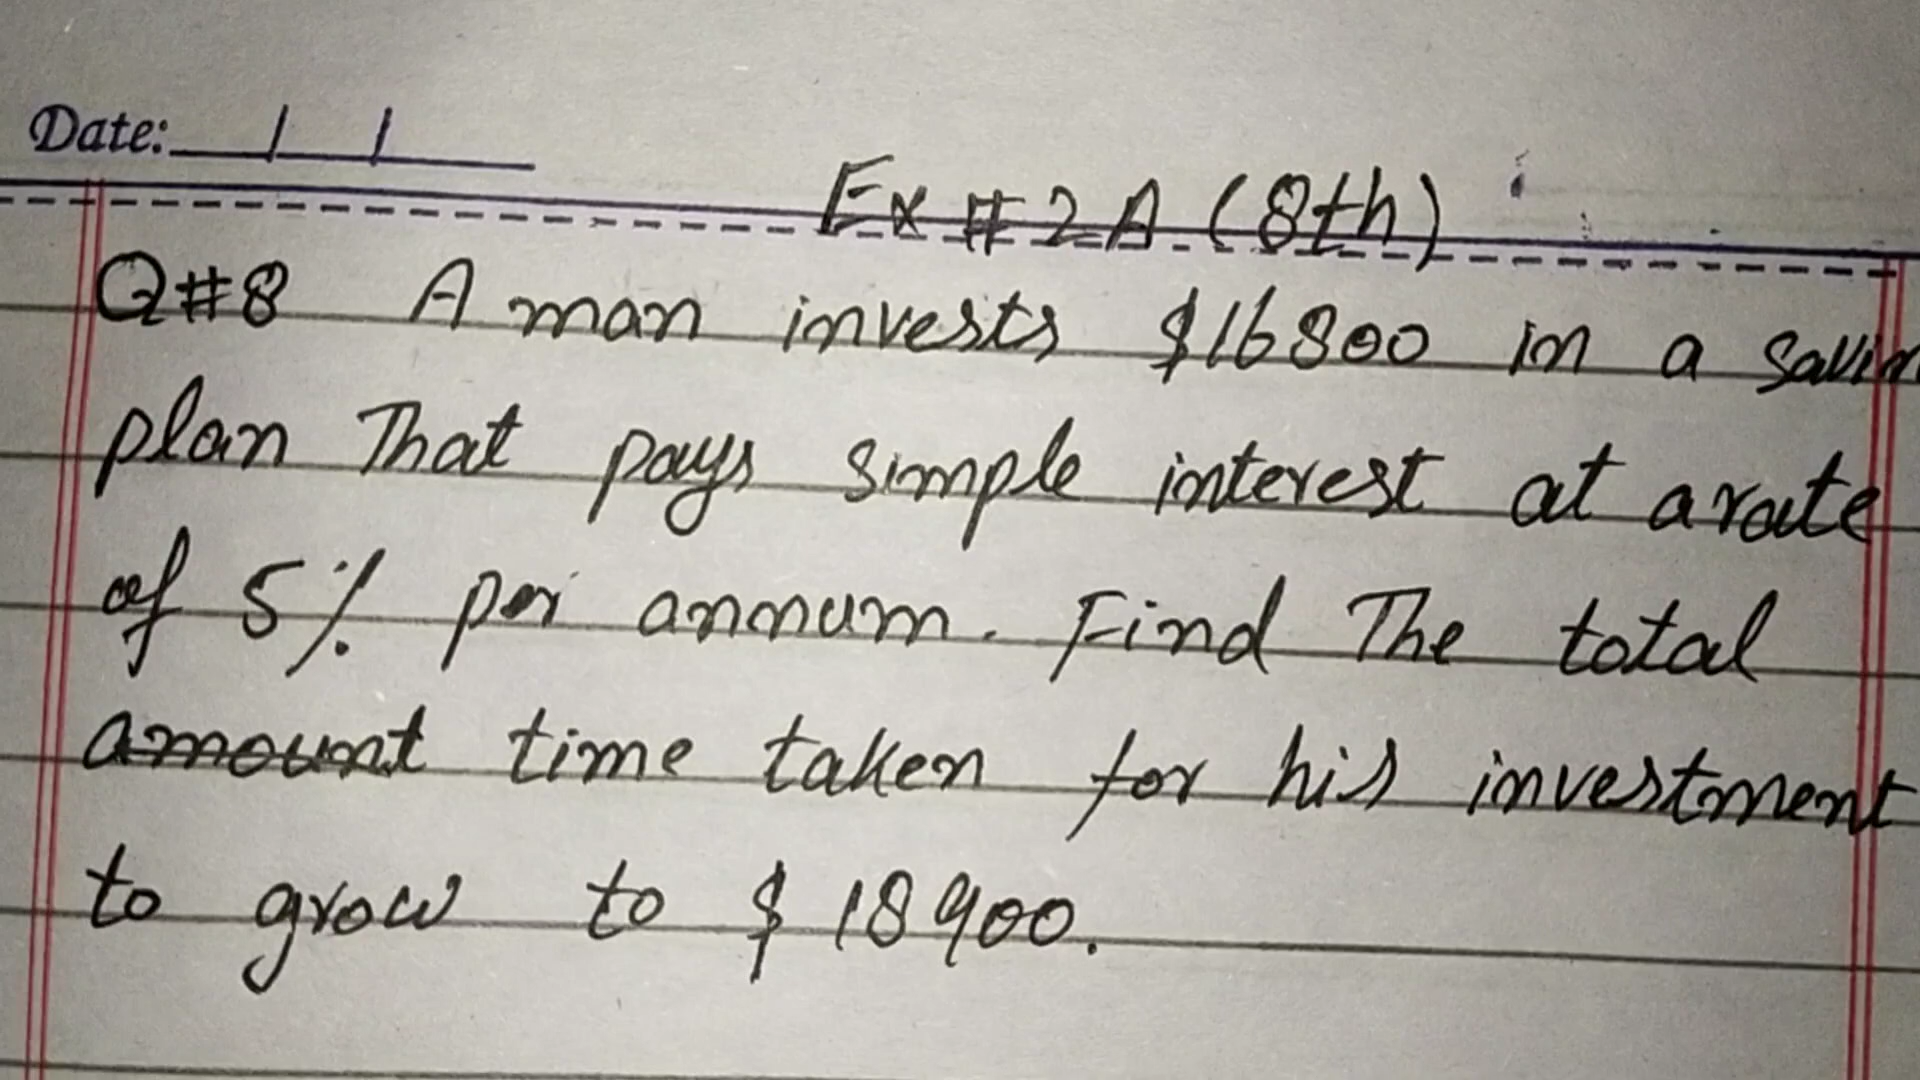 Date: / /
Ex # 2A (8th)
Q#8 A man invests $16800 in a savin
plan That pays simple interest at a rate
of 5% per annum. Find The total
amount time taken for his investment
to grow to $18900.